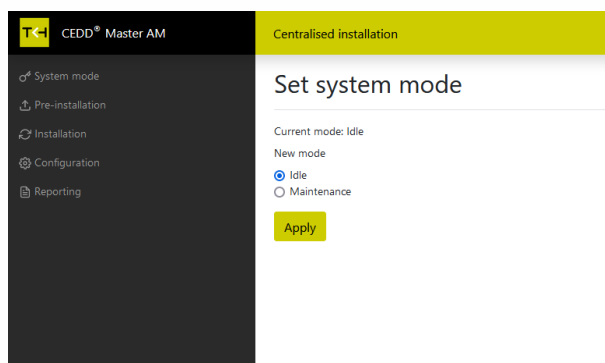 TKH CEDD® Master AM
Centralised installation
System mode
Pre-installation
Installation
Configuration
Reporting
Set system mode
Current mode: Idle
New mode
Idle
Maintenance
Apply